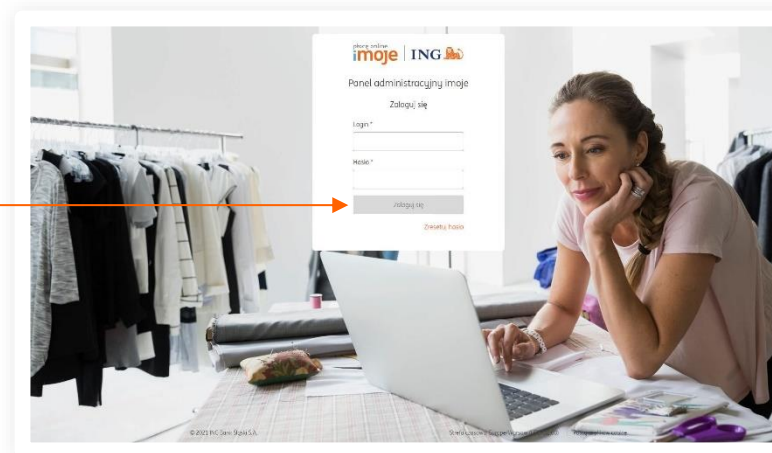 płacę online
imoje | ING
Panel administracyjny imoje
Zaloguj się
Login *
Hasło *
Zaloguj się
Zresetuj hasło
© 2021 ING Bank Śląski S.A.